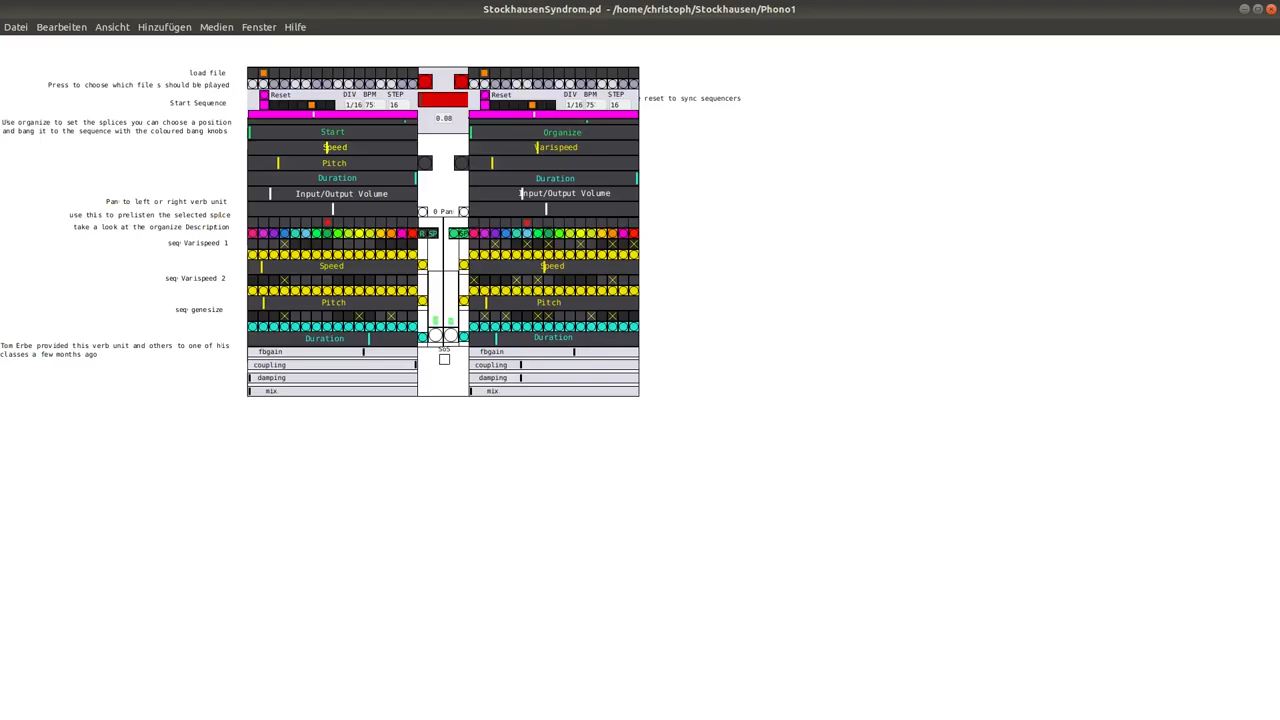 StockhausenSyndrom.pd - /home/christoph/Stockhausen/Phono1
Datei Bearbeiten Ansicht Hinzufügen Medien Fenster Hilfe
load file
Press to choose which file s should be played
Reset DIV BPM STEP
1/16 75 16
Reset DIV BPM STEP
1/16 75 16
reset to sync sequencers
Start Sequence
0.08
Use organize to set the splices you can choose a position
and bang it to the sequence with the coloured bang knobs
Start
Organize
Speed
Varispeed
Pitch
Duration
Duration
Input/Output Volume
Input/Output Volume
Pan to left or right verb unit
0 Pan
use this to prelisten the selected splice
take a look at the organize Description
R SP
SP
seq Varispeed 1
Speed
Speed
seq Varispeed 2
Pitch
Pitch
seq genesize
Duration
Duration
Tom Erbe provided this verb unit and others to one of his
classes a few months ago
SoS
fbgain
fbgain
coupling
coupling
damping
damping
mix
mix